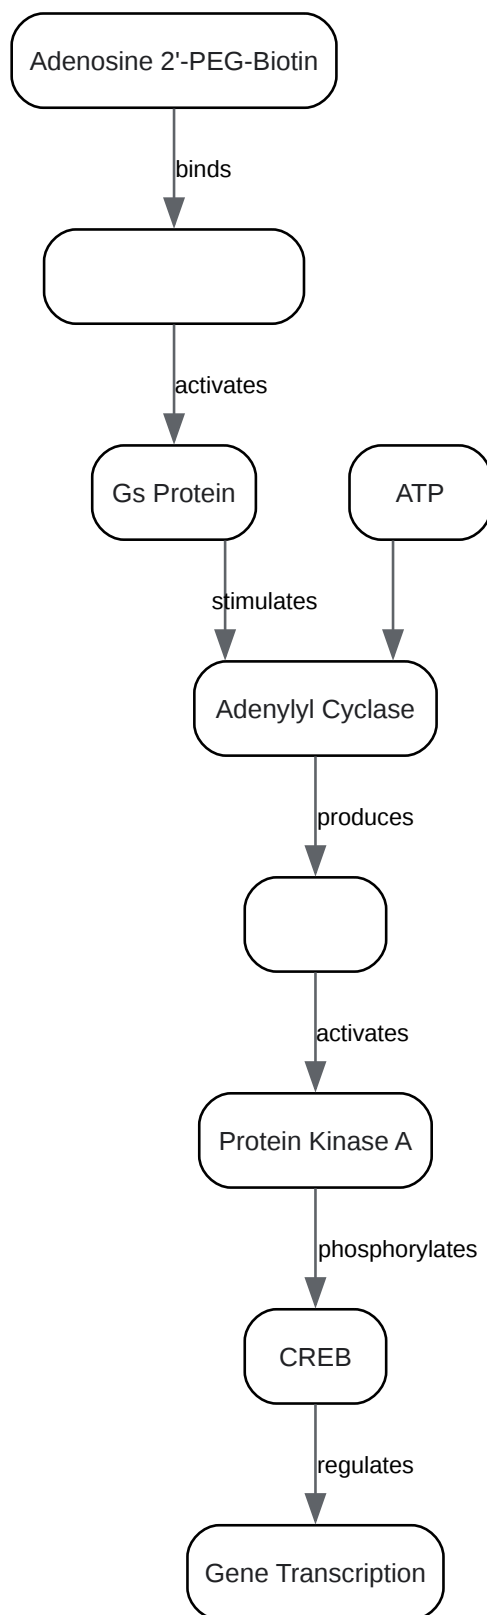 Adenosine 2'-PEG-Biotin
binds
activates
Gs Protein
ATP
stimulates
Adenylyl Cyclase
produces
activates
Protein Kinase A
phosphorylates
CREB
regulates
Gene Transcription